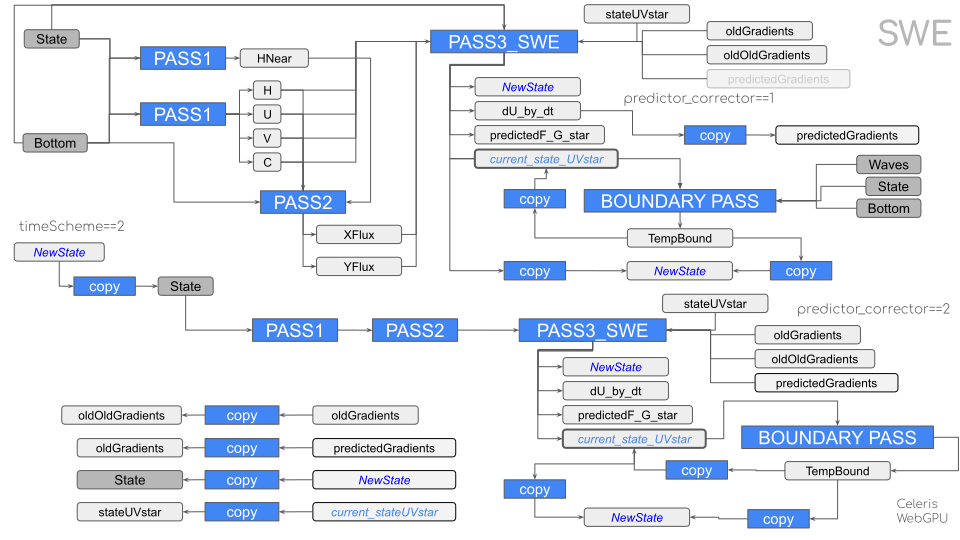 SWE
State
PASS1
HNear
PASS3_SWE
stateUVstar
oldGradients
oldOldGradients
predictedGradients
PASS1
H
U
V
C
NewState
dU_by_dt
predictedF_G_star
current_state_UVstar
predictor_corrector==1
copy
predictedGradients
Bottom
PASS2
copy
BOUNDARY PASS
Waves
State
Bottom
XFlux
YFlux
TempBound
copy
NewState
copy
timeScheme==2
NewState
copy
State
stateUVstar
predictor_corrector==2
PASS1
PASS2
PASS3_SWE
oldGradients
oldOldGradients
predictedGradients
NewState
dU_by_dt
predictedF_G_star
current_state_UVstar
BOUNDARY PASS
copy
TempBound
copy
NewState
copy
oldOldGradients
copy
oldGradients
oldGradients
copy
predictedGradients
State
copy
NewState
stateUVstar
copy
current_stateUVstar
Celeris
WebGPU